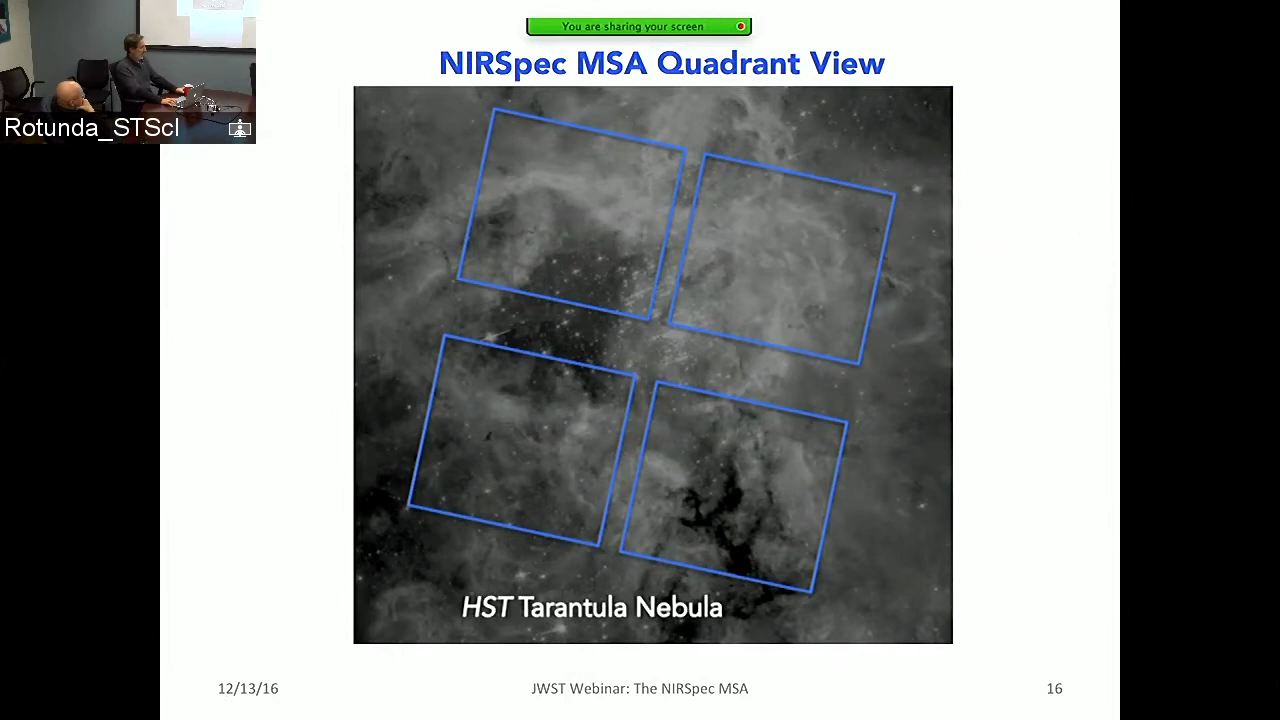 You are sharing your screen
NIRSpec MSA Quadrant View
Rotunda_STScI
HST Tarantula Nebula
12/13/16
JWST Webinar: The NIRSpec MSA
16